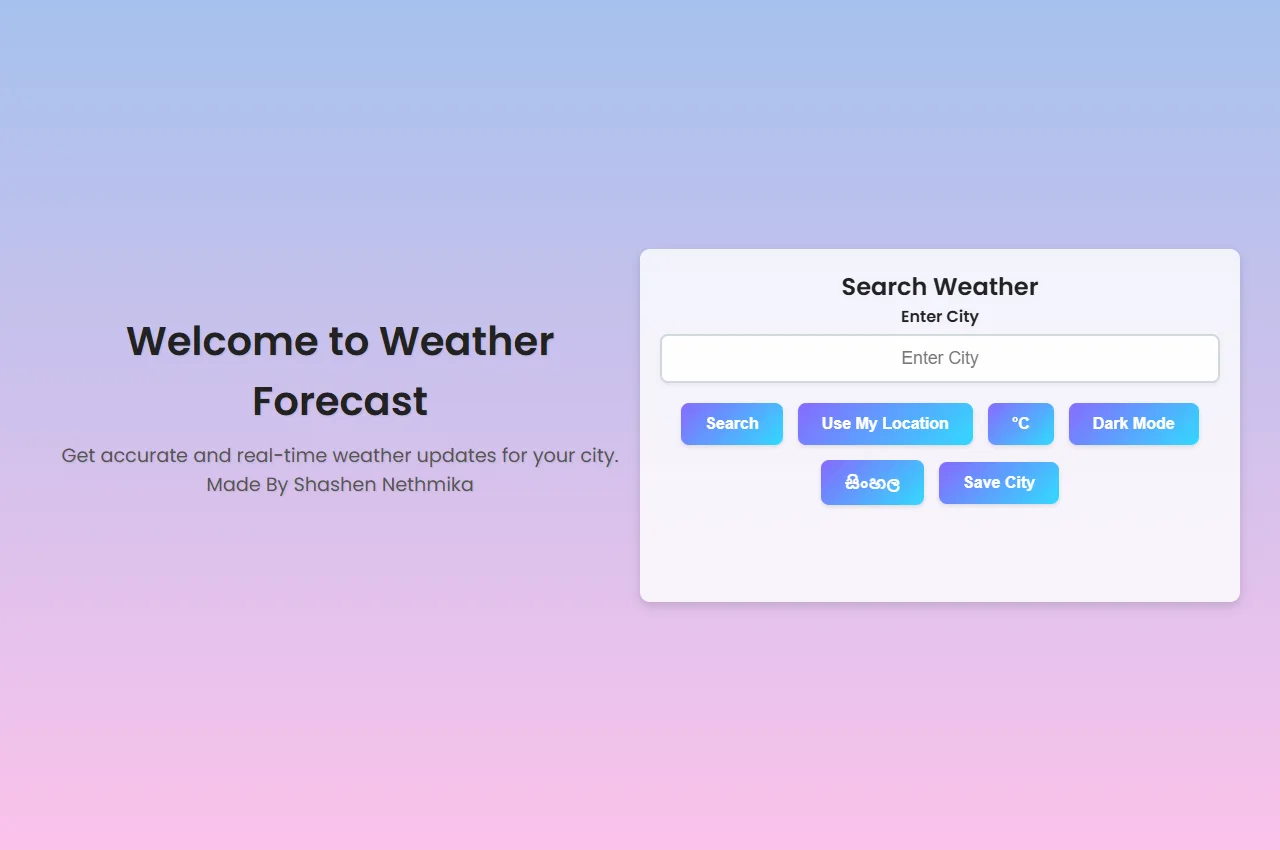 Welcome to Weather
Forecast
Get accurate and real-time weather updates for your city.
Made By Shashen Nethmika
Search Weather
Enter City
Enter City
Search
Use My Location
°C
Dark Mode
සිංහල
Save City